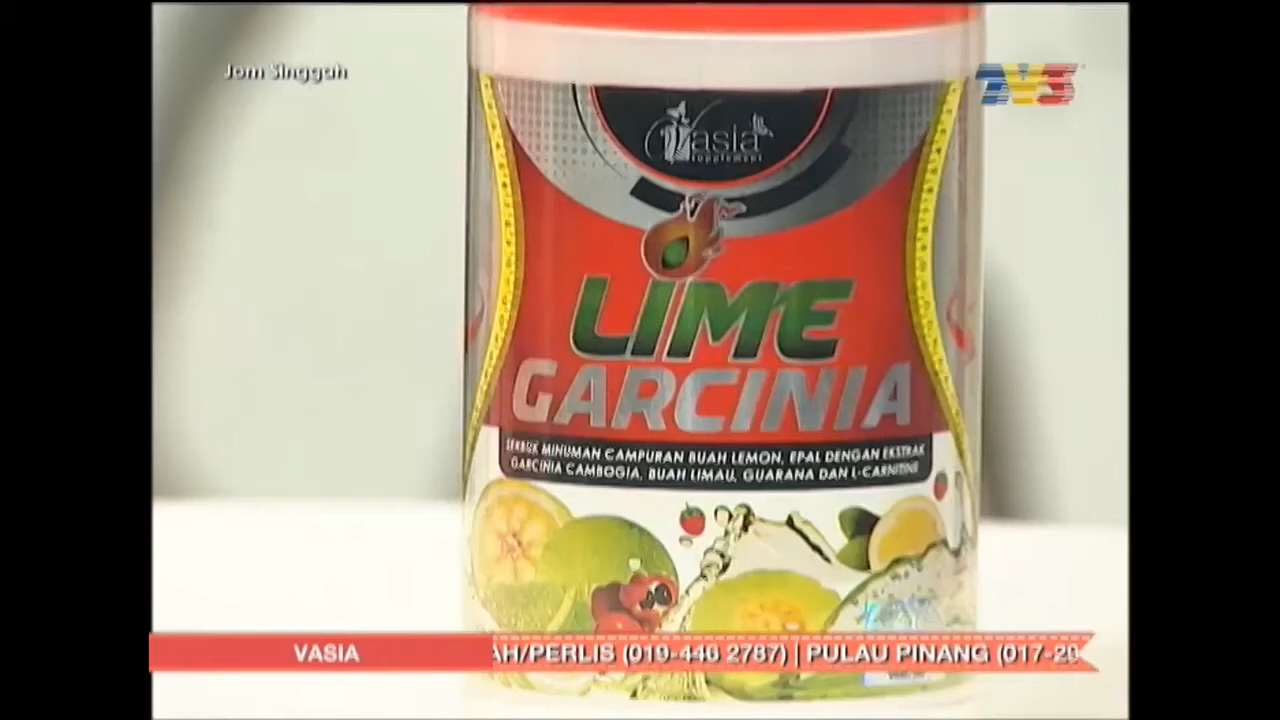 Jom Singgah
TV3
Vasia
supplement
LIME
GARCINIA
SERBUK MINUMAN CAMPURAN BUAH LEMON, EPAL DENGAN EKSTRAK
GARCINIA CAMBOGIA, BUAH LIMAU, GUARANA DAN L-CARNITINE
VASIA
AH/PERLIS (019-446 2787) | PULAU PINANG (017-20